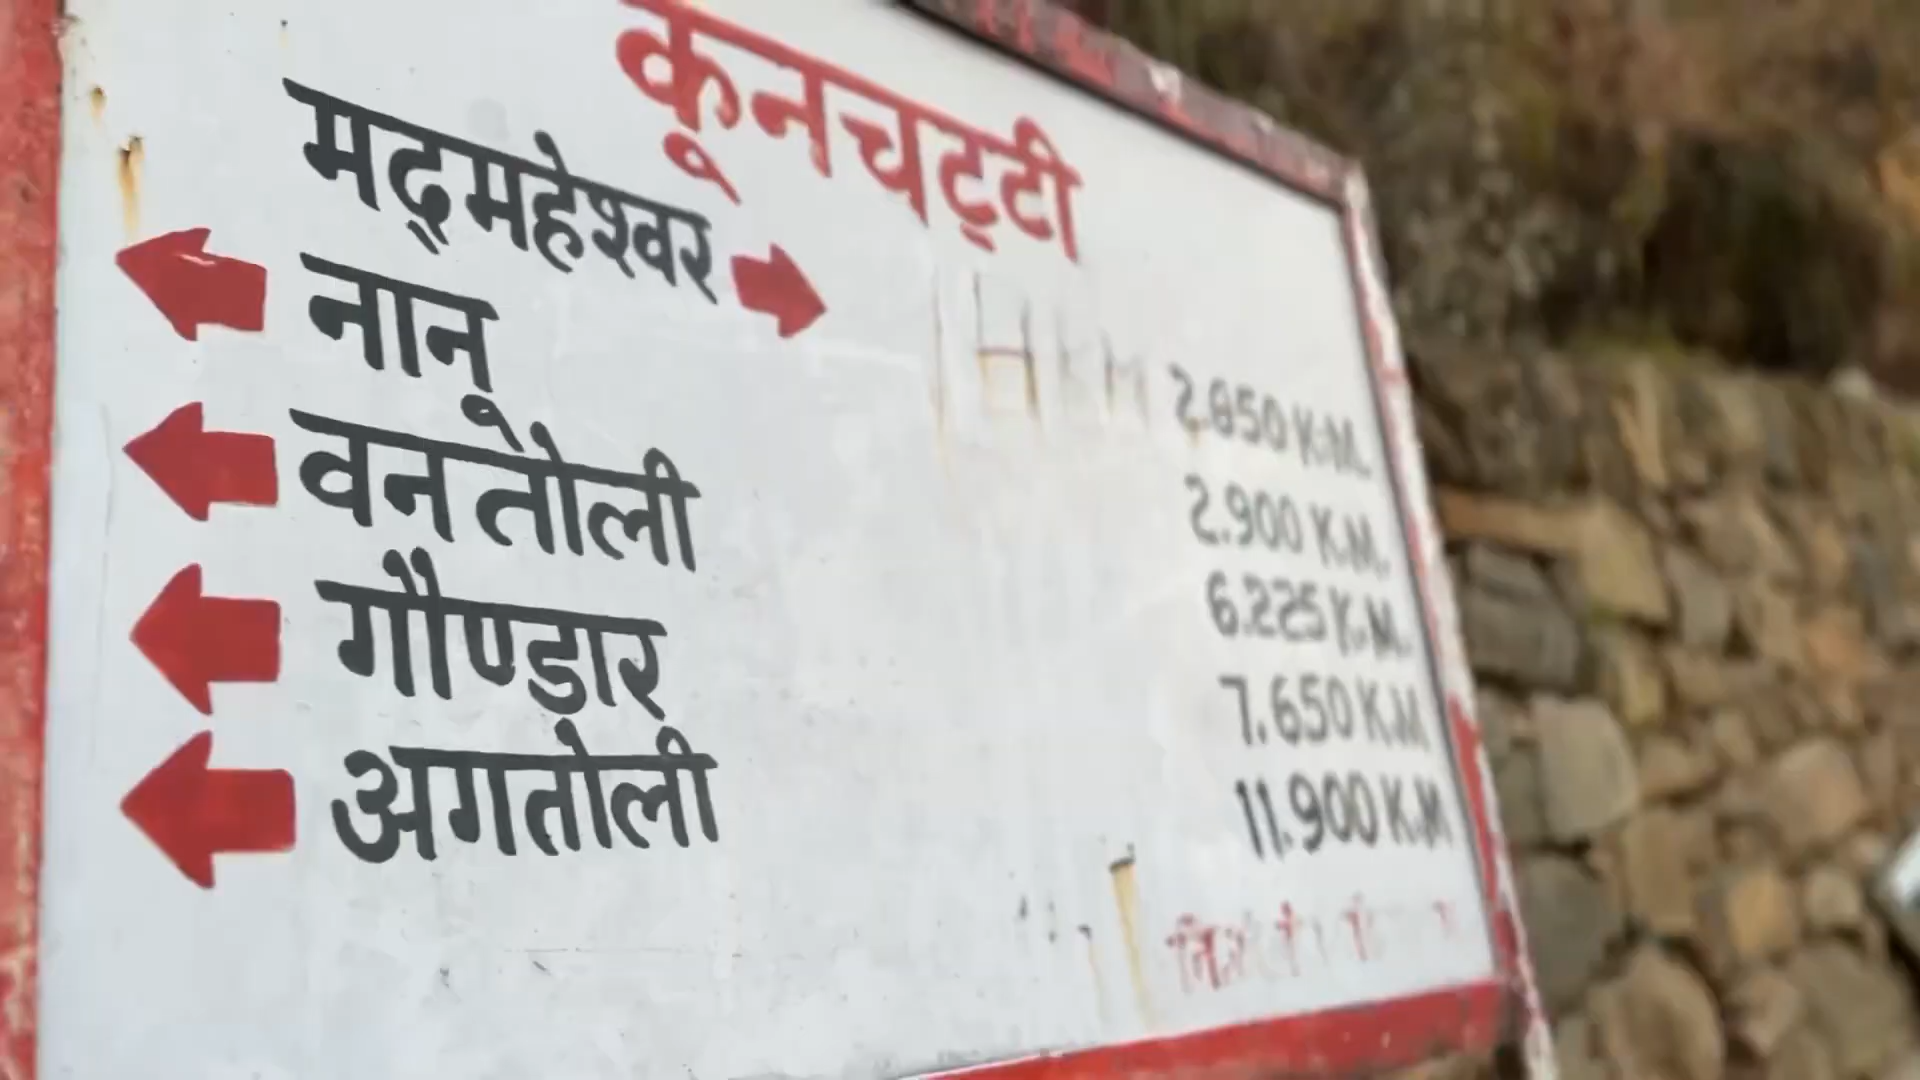 कूनचट्टी
मद्महेश्वर 2.850 K.M.
नानू 2.900 K.M.
वनतोली 6.225 K.M.
गौण्डार 7.650 K.M
अगतोली 11.900 K.M